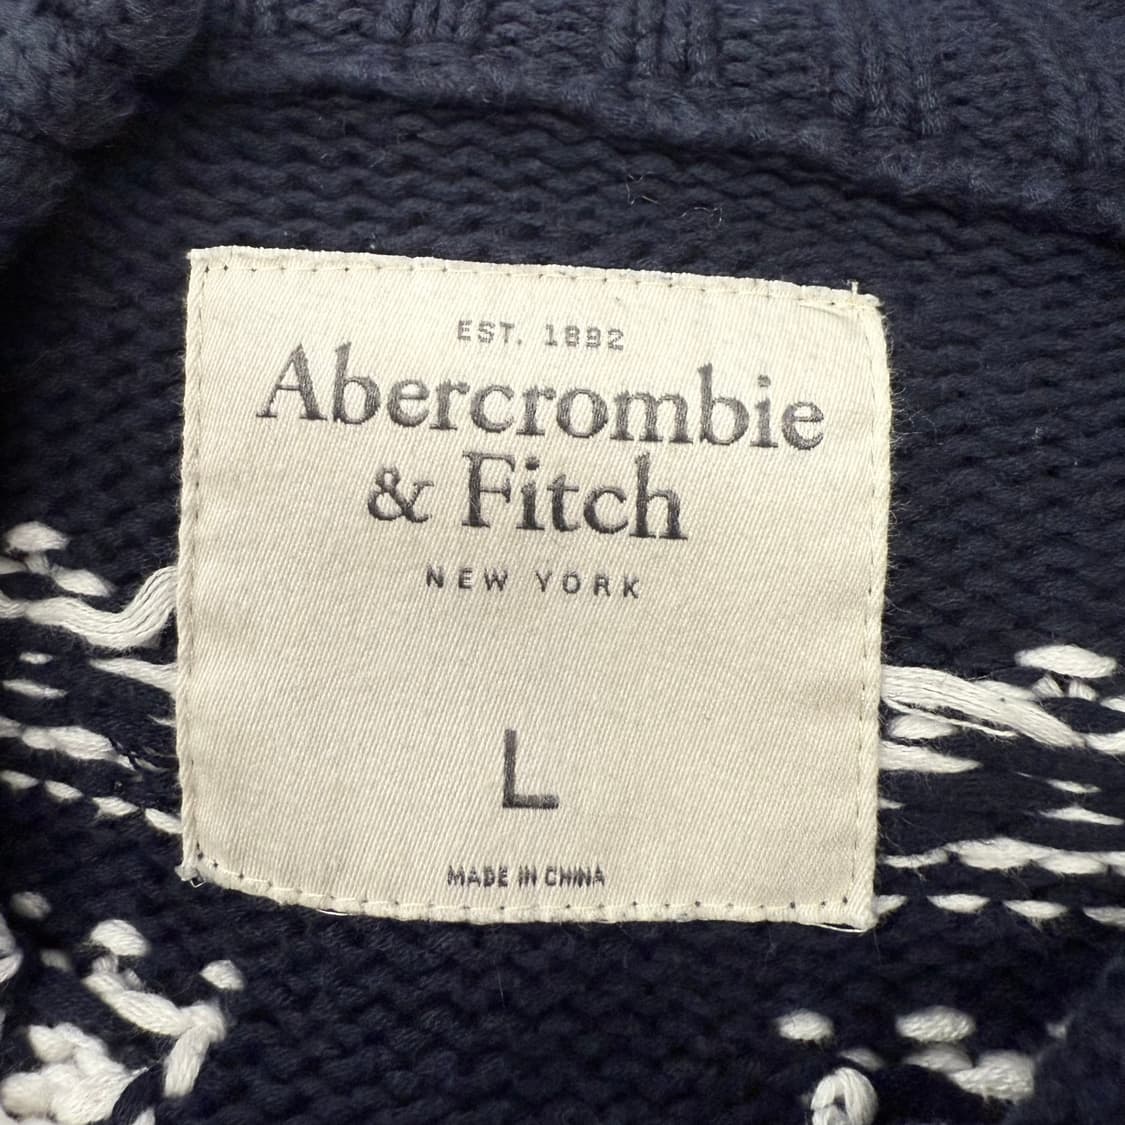 EST. 1892
Abercrombie
& Fitch
NEW YORK
L
MADE IN CHINA